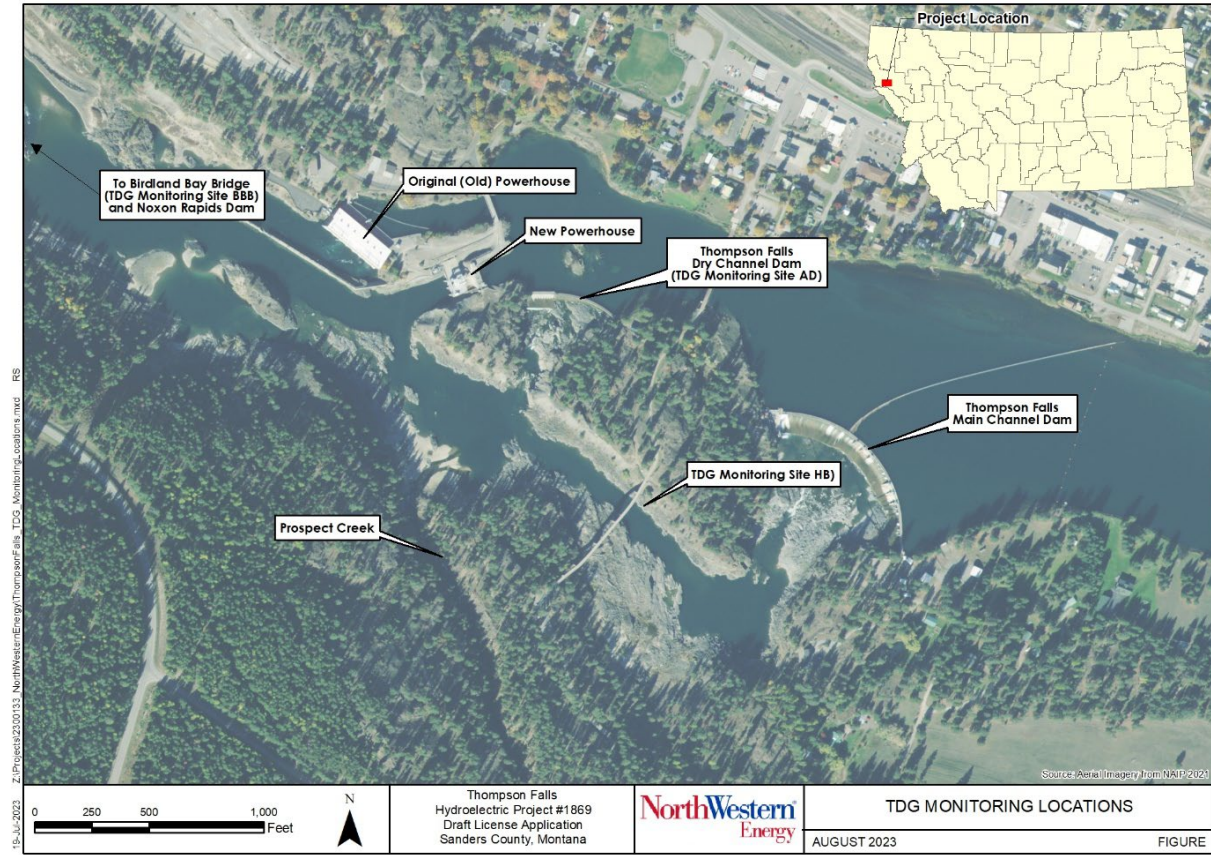 Project Location
To Birdland Bay Bridge
(TDG Monitoring Site BBB)
and Noxon Rapids Dam
Original (Old) Powerhouse
New Powerhouse
Thompson Falls
Dry Channel Dam
(TDG Monitoring Site AD)
Thompson Falls
Main Channel Dam
TDG Monitoring Site HB)
Prospect Creek
Source: Aerial Imagery from NAIP 2021
19-Jul-2023 Z:\Projects\2300133_NorthWesternEnergy\ThompsonFalls_TDG_MonitoringLocations.mxd RS
0 250 500 1,000
Feet
N
Thompson Falls
Hydroelectric Project #1869
Draft License Application
Sanders County, Montana
NorthWestern®
Energy
TDG MONITORING LOCATIONS
AUGUST 2023 FIGURE